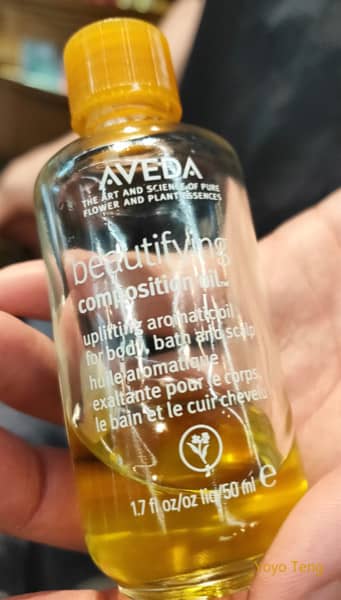 AVEDA
THE ART AND SCIENCE OF PURE
FLOWER AND PLANT ESSENCES
beautifying
composition oil™
uplifting aromatic oil
for body, bath and scalp
huile aromatique
exaltante pour le corps,
le bain et le cuir chevelu
1.7 fl oz/oz liq/50 ml e
Yoyo Teng